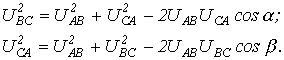 U²_BC = U²_AB + U²_CA − 2U_AB U_CA cos α;
U²_CA = U²_AB + U²_BC − 2U_AB U_BC cos β.